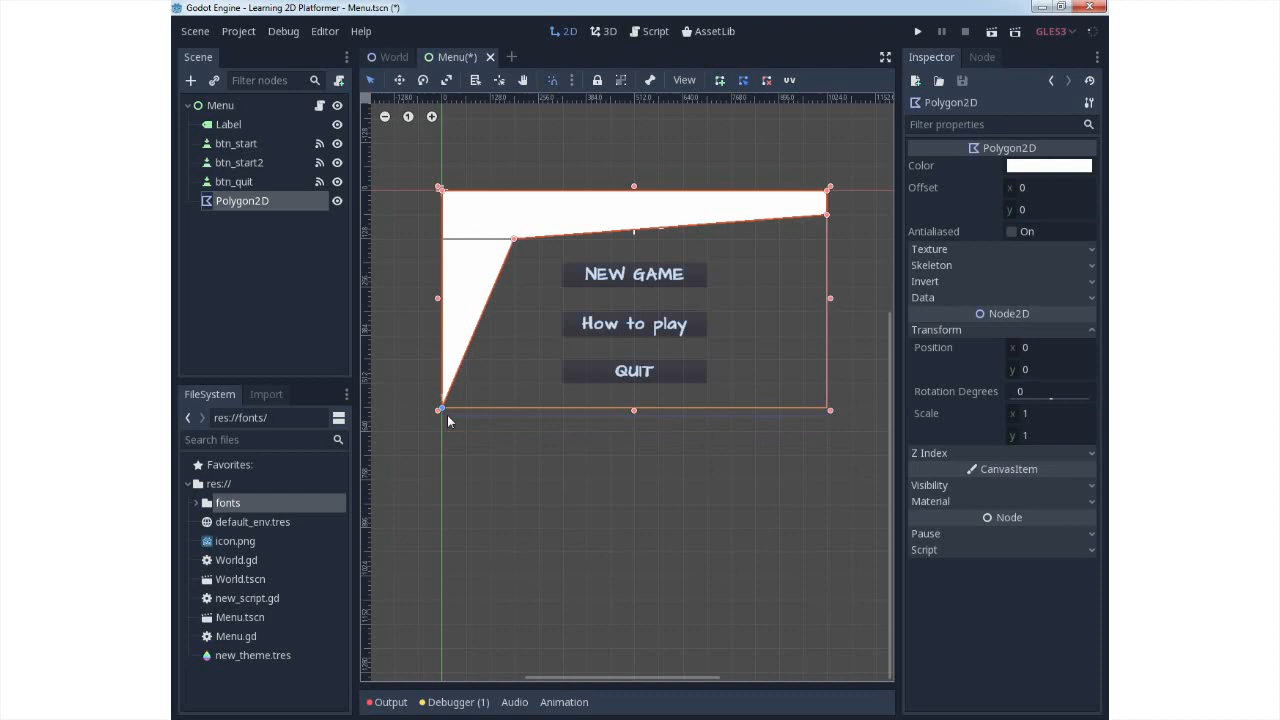 Godot Engine - Learning 2D Platformer - Menu.tscn (*)
Scene Project Debug Editor Help
2D 3D Script AssetLib
GLES3
Scene
Filter nodes
Menu
Label
btn_start
btn_start2
btn_quit
Polygon2D
FileSystem Import
res://fonts/
Search files
Favorites:
res://
fonts
default_env.tres
icon.png
World.gd
World.tscn
new_script.gd
Menu.tscn
Menu.gd
new_theme.tres
World Menu(*)
View
NEW GAME
How to play
QUIT
Output Debugger (1) Audio Animation
Inspector Node
Polygon2D
Filter properties
Polygon2D
Color
Offset x 0
y 0
Antialiased On
Texture
Skeleton
Invert
Data
Node2D
Transform
Position x 0
y 0
Rotation Degrees 0
Scale x 1
y 1
Z Index
CanvasItem
Visibility
Material
Node
Pause
Script